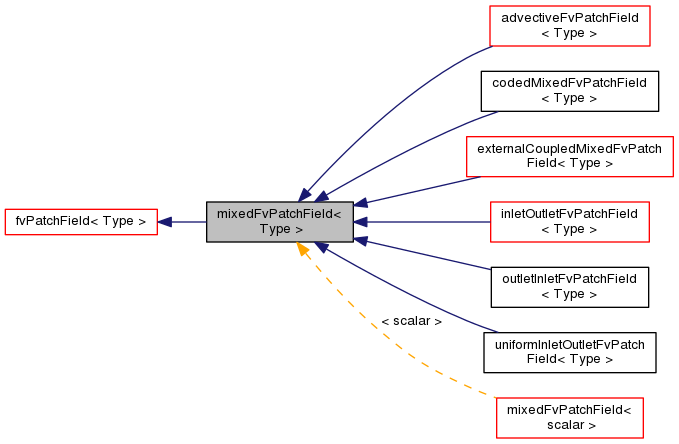 advectiveFvPatchField
< Type >
codedMixedFvPatchField
< Type >
externalCoupledMixedFvPatch
Field< Type >
fvPatchField< Type >
mixedFvPatchField<
Type >
inletOutletFvPatchField
< Type >
outletInletFvPatchField
< Type >
< scalar >
uniformInletOutletFvPatch
Field< Type >
mixedFvPatchField<
scalar >